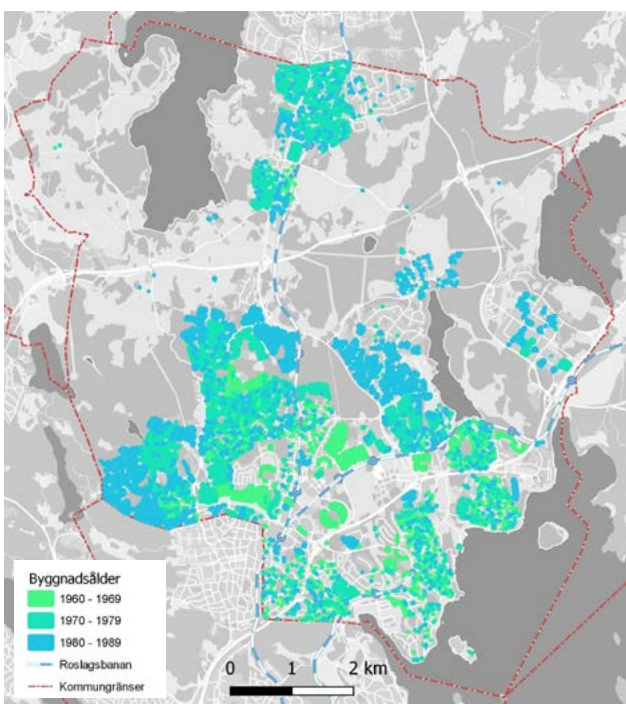 Byggnadsålder
1960 - 1969
1970 - 1979
1980 - 1989
Roslagsbanan
Kommungränser
0 1 2 km